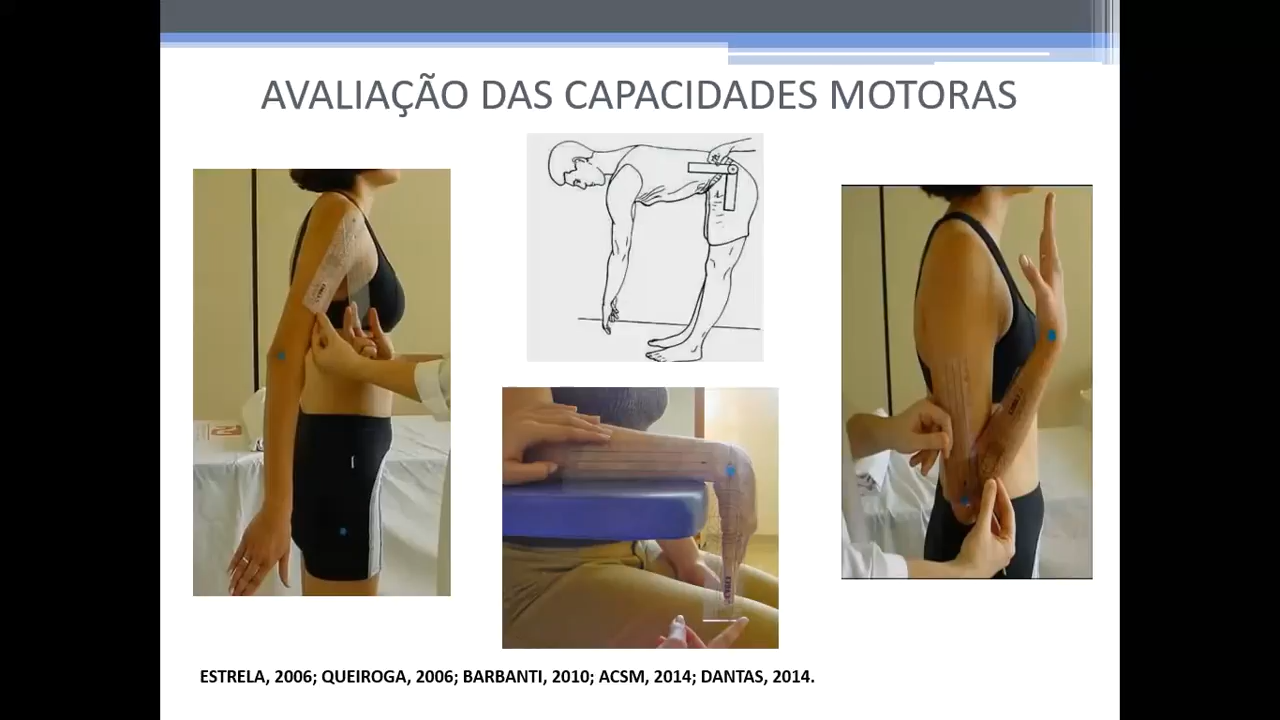 AVALIAÇÃO DAS CAPACIDADES MOTORAS
ESTRELA, 2006; QUEIROGA, 2006; BARBANTI, 2010; ACSM, 2014; DANTAS, 2014.